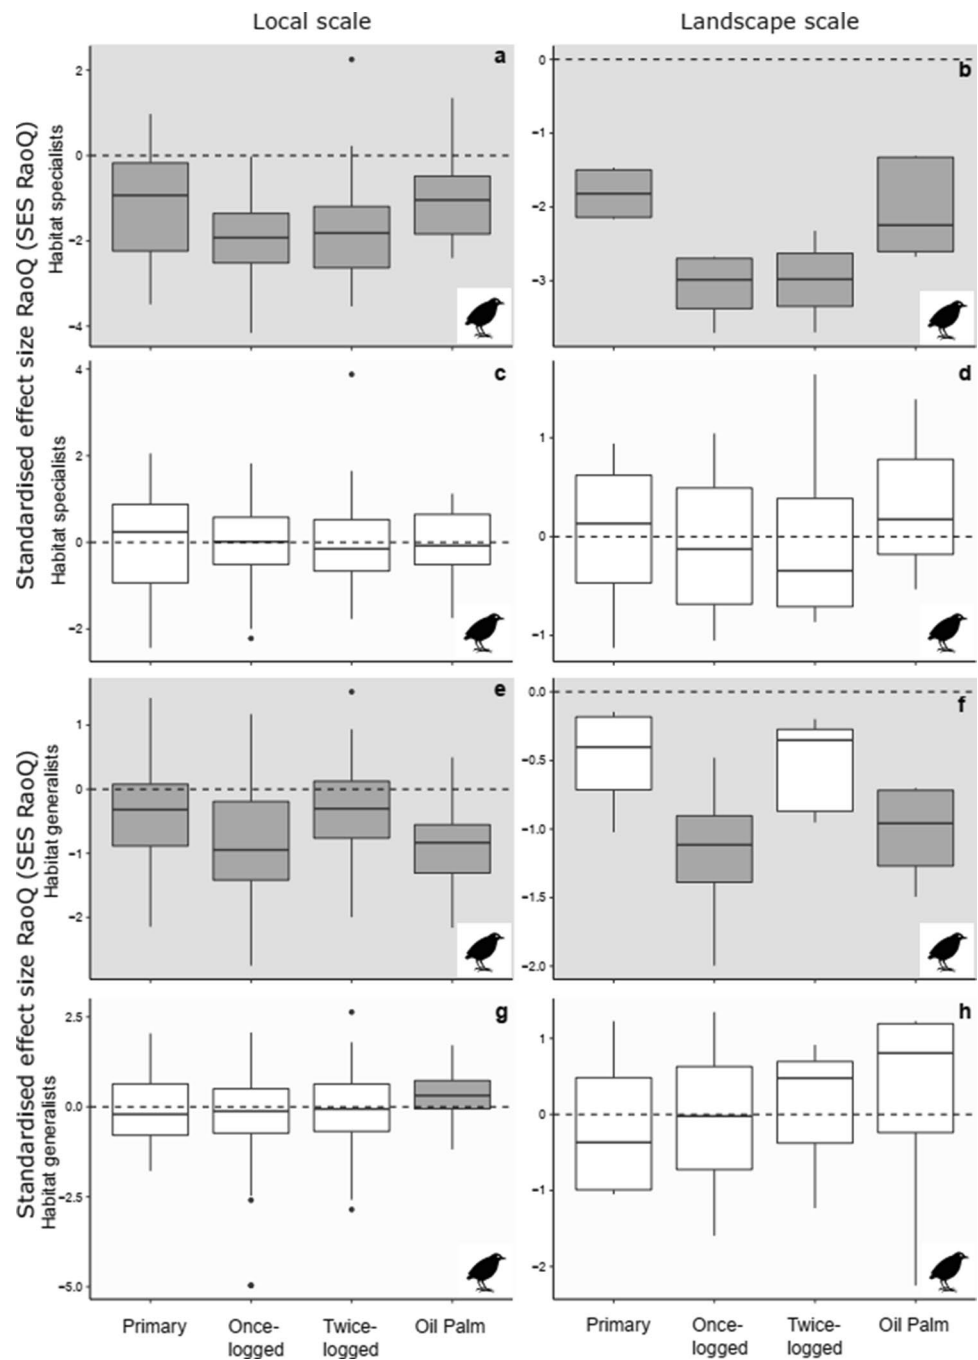 Local scale
Landscape scale
Standardised effect size RaoQ (SES RaoQ)
Habitat specialists
a
2
0
−2
−4
b
0
−1
−2
−3
Habitat specialists
c
4
2
0
−2
d
1
0
−1
Standardised effect size RaoQ (SES RaoQ)
Habitat generalists
e
1
0
−1
−2
f
0.0
−0.5
−1.0
−1.5
−2.0
Habitat generalists
g
2.5
0.0
−2.5
−5.0
h
1
0
−1
−2
Primary
Once-
logged
Twice-
logged
Oil Palm
Primary
Once-
logged
Twice-
logged
Oil Palm